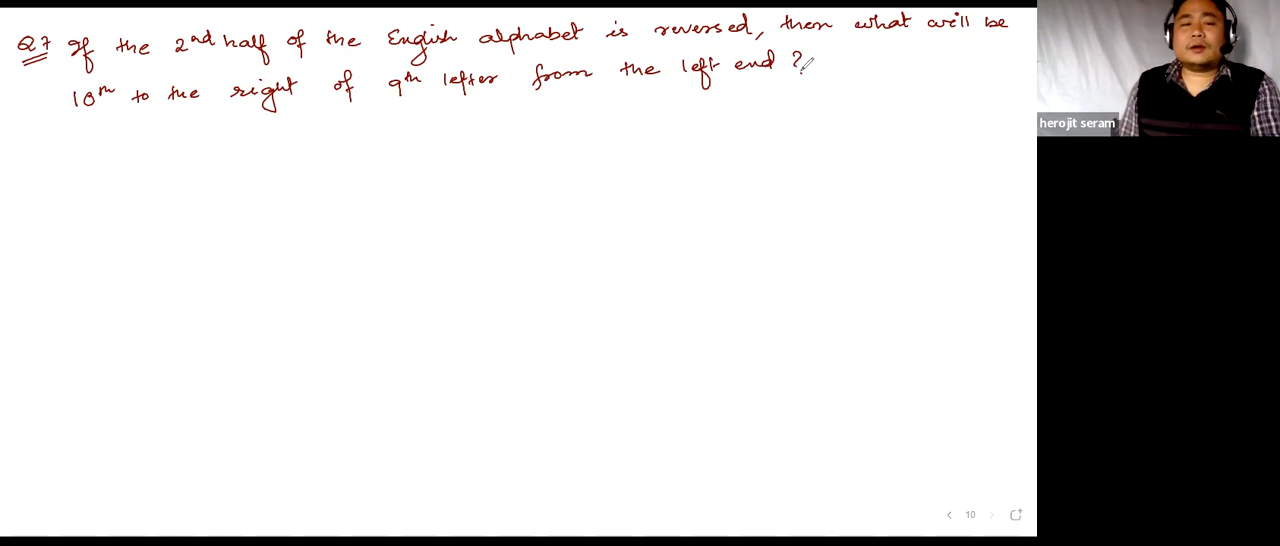 Q7 If the 2nd half of the English alphabet is reversed, then what will be
10th to the right of 9th letter from the left end ?
herojit seram
10